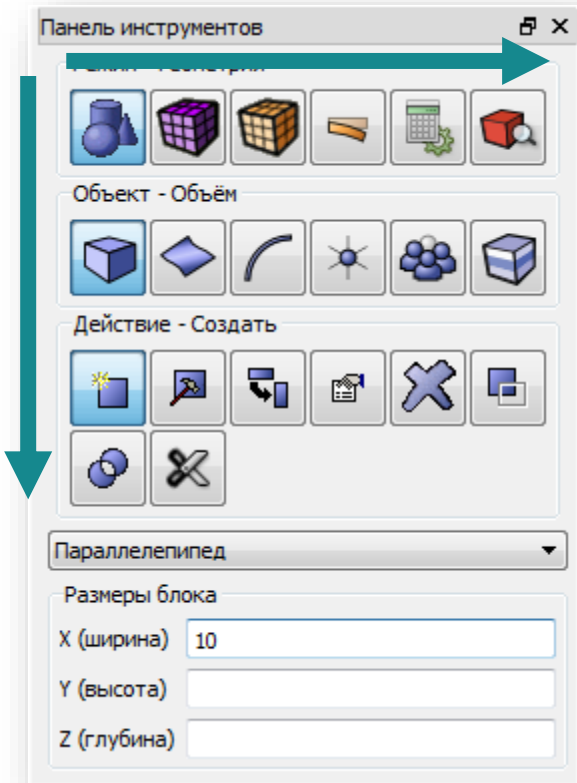 Панель инструментов
Объект - Объём
Действие - Создать
Параллелепипед
Размеры блока
X (ширина) 10
Y (высота)
Z (глубина)